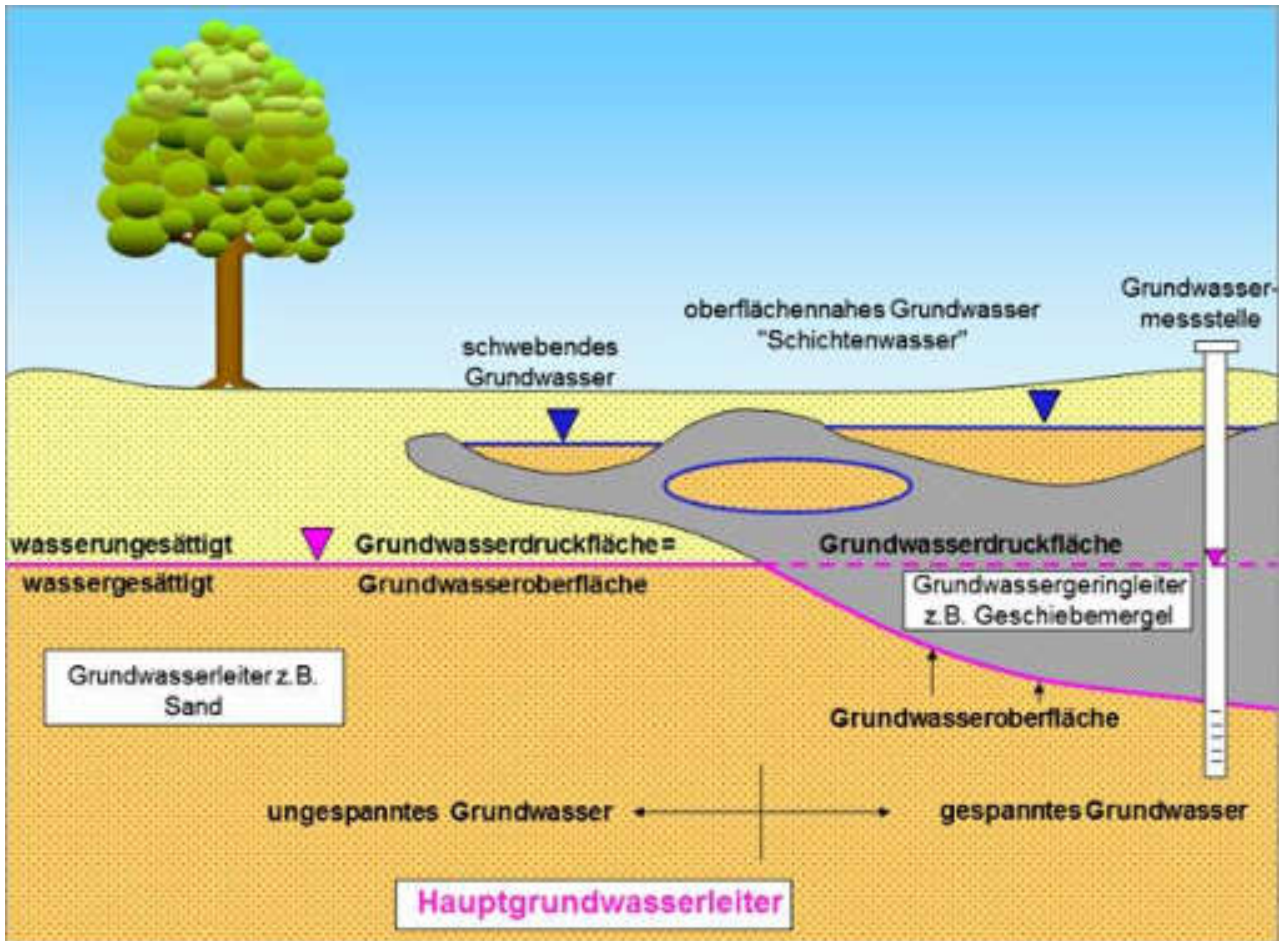 oberflächennahes Grundwasser
"Schichtenwasser"
Grundwasser-
messstelle
schwebendes
Grundwasser
wasserungesättigt
Grundwasserdruckfläche=
Grundwasserdruckfläche
wassergesättigt
Grundwasseroberfläche
Grundwassergeringleiter
z.B. Geschiebemergel
Grundwasserleiter z.B.
Sand
Grundwasseroberfläche
ungespanntes Grundwasser
gespanntes Grundwasser
Hauptgrundwasserleiter